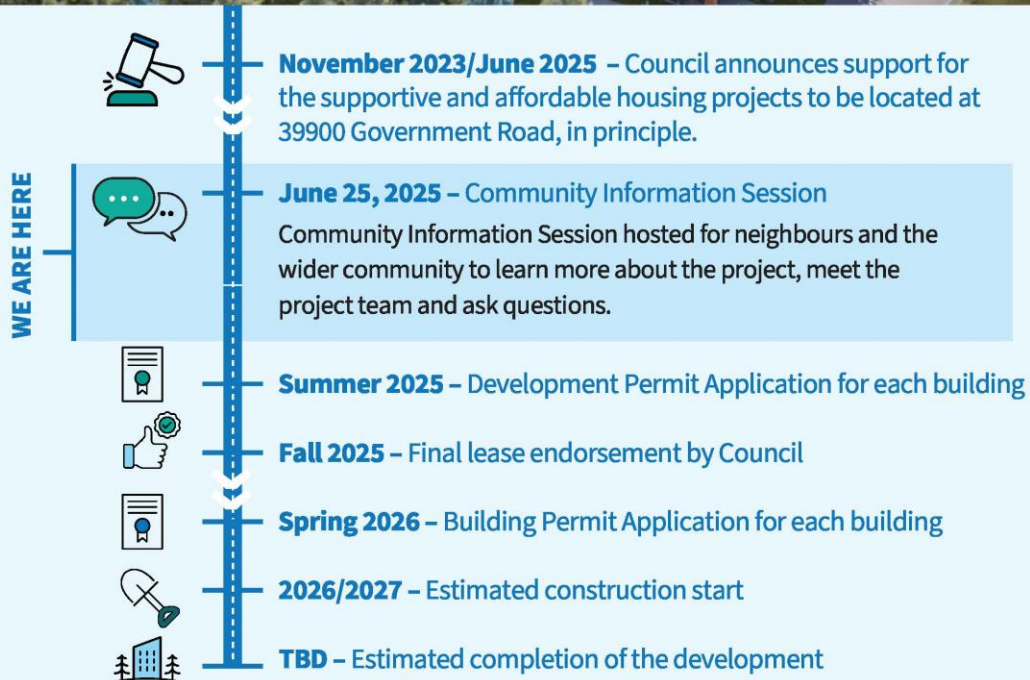 November 2023/June 2025 – Council announces support for
the supportive and affordable housing projects to be located at
39900 Government Road, in principle.
WE ARE HERE
June 25, 2025 – Community Information Session
Community Information Session hosted for neighbours and the
wider community to learn more about the project, meet the
project team and ask questions.
Summer 2025 – Development Permit Application for each building
Fall 2025 – Final lease endorsement by Council
Spring 2026 – Building Permit Application for each building
2026/2027 – Estimated construction start
TBD – Estimated completion of the development